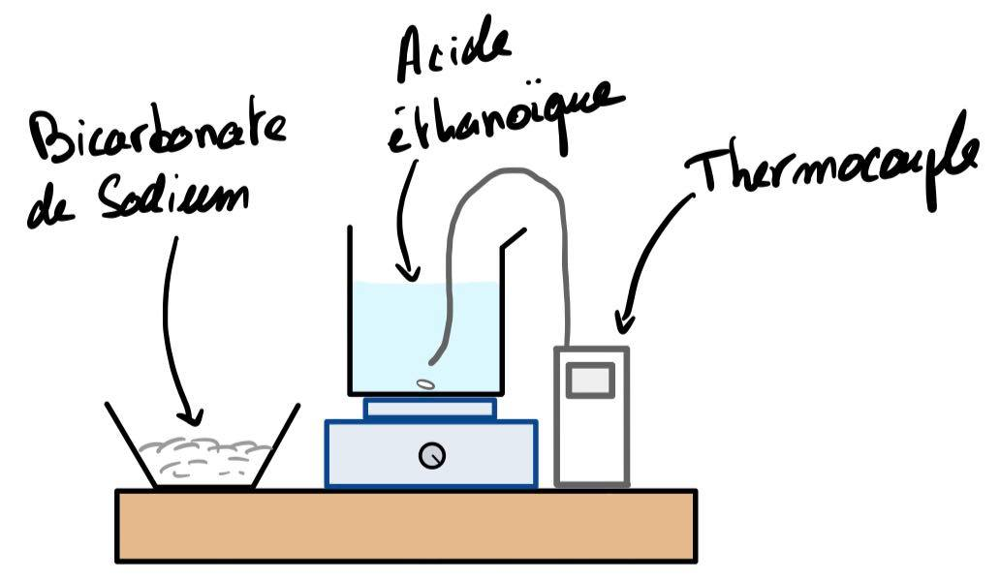 Bicarbonate
de Sodium
Acide
éthanoïque
Thermocouple